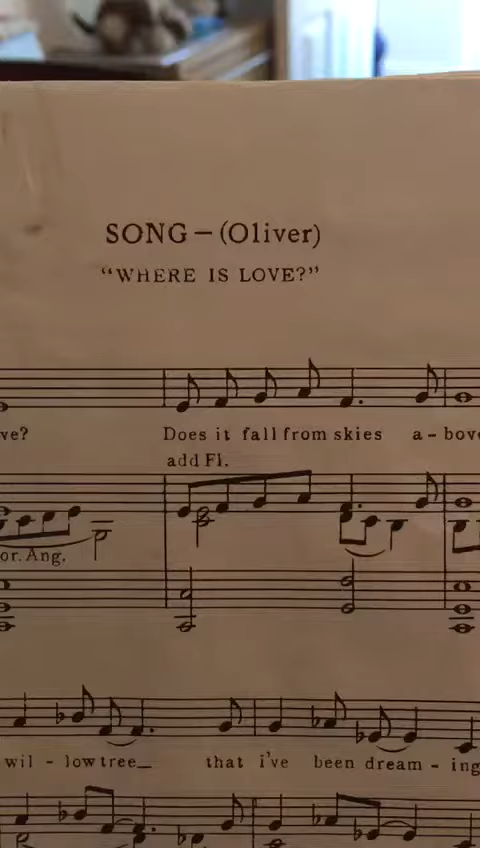 SONG – (Oliver)
“WHERE IS LOVE?”
ve? Does it fall from skies a - bove
add Fl.
or. Ang.
wil - low tree_ that i've been dream - ing